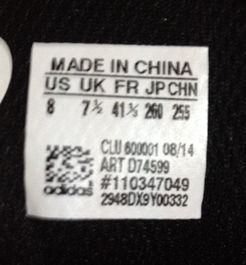 MADE IN CHINA
US UK FR JP CHN
8 7½ 41⅓ 260 255
CLU 600001 08/14
ART D74599
#110347049
adidas 2948DX9Y00332